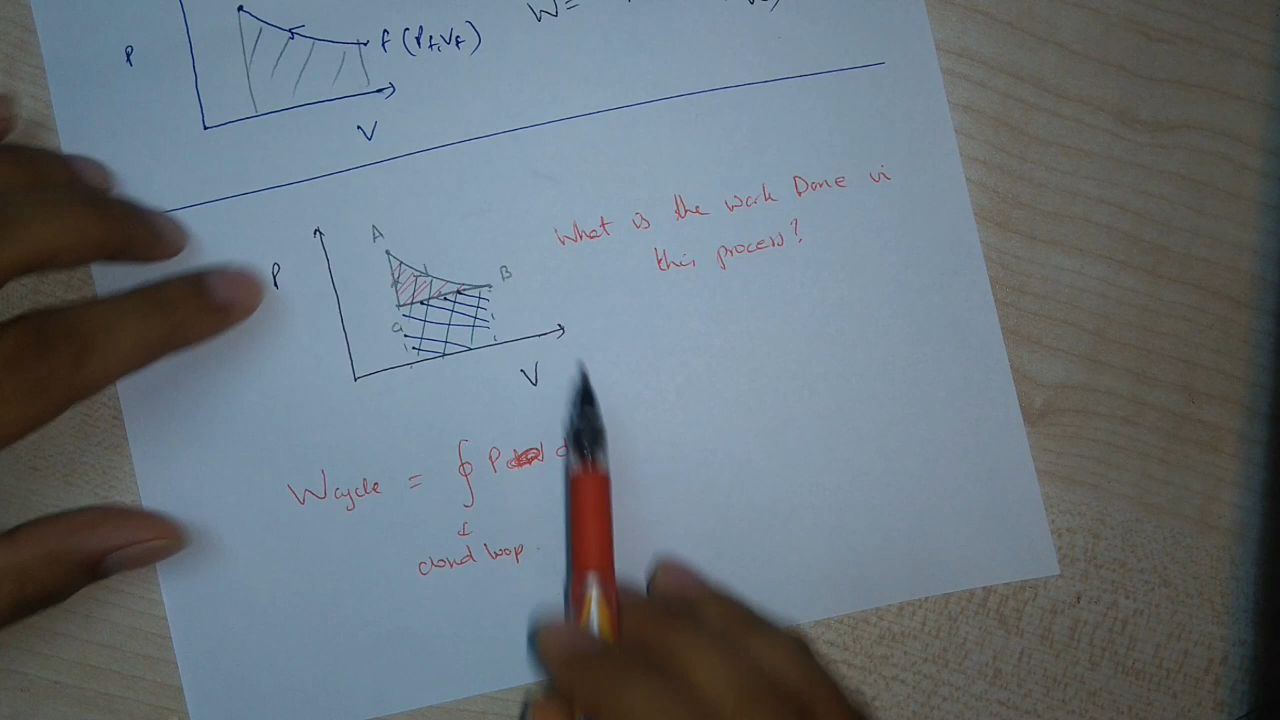 W=
P
f (Pf,Vf)
V
What is the work Done in
this process?
A
P
B
V
Wcycle = ∮ P
closed loop